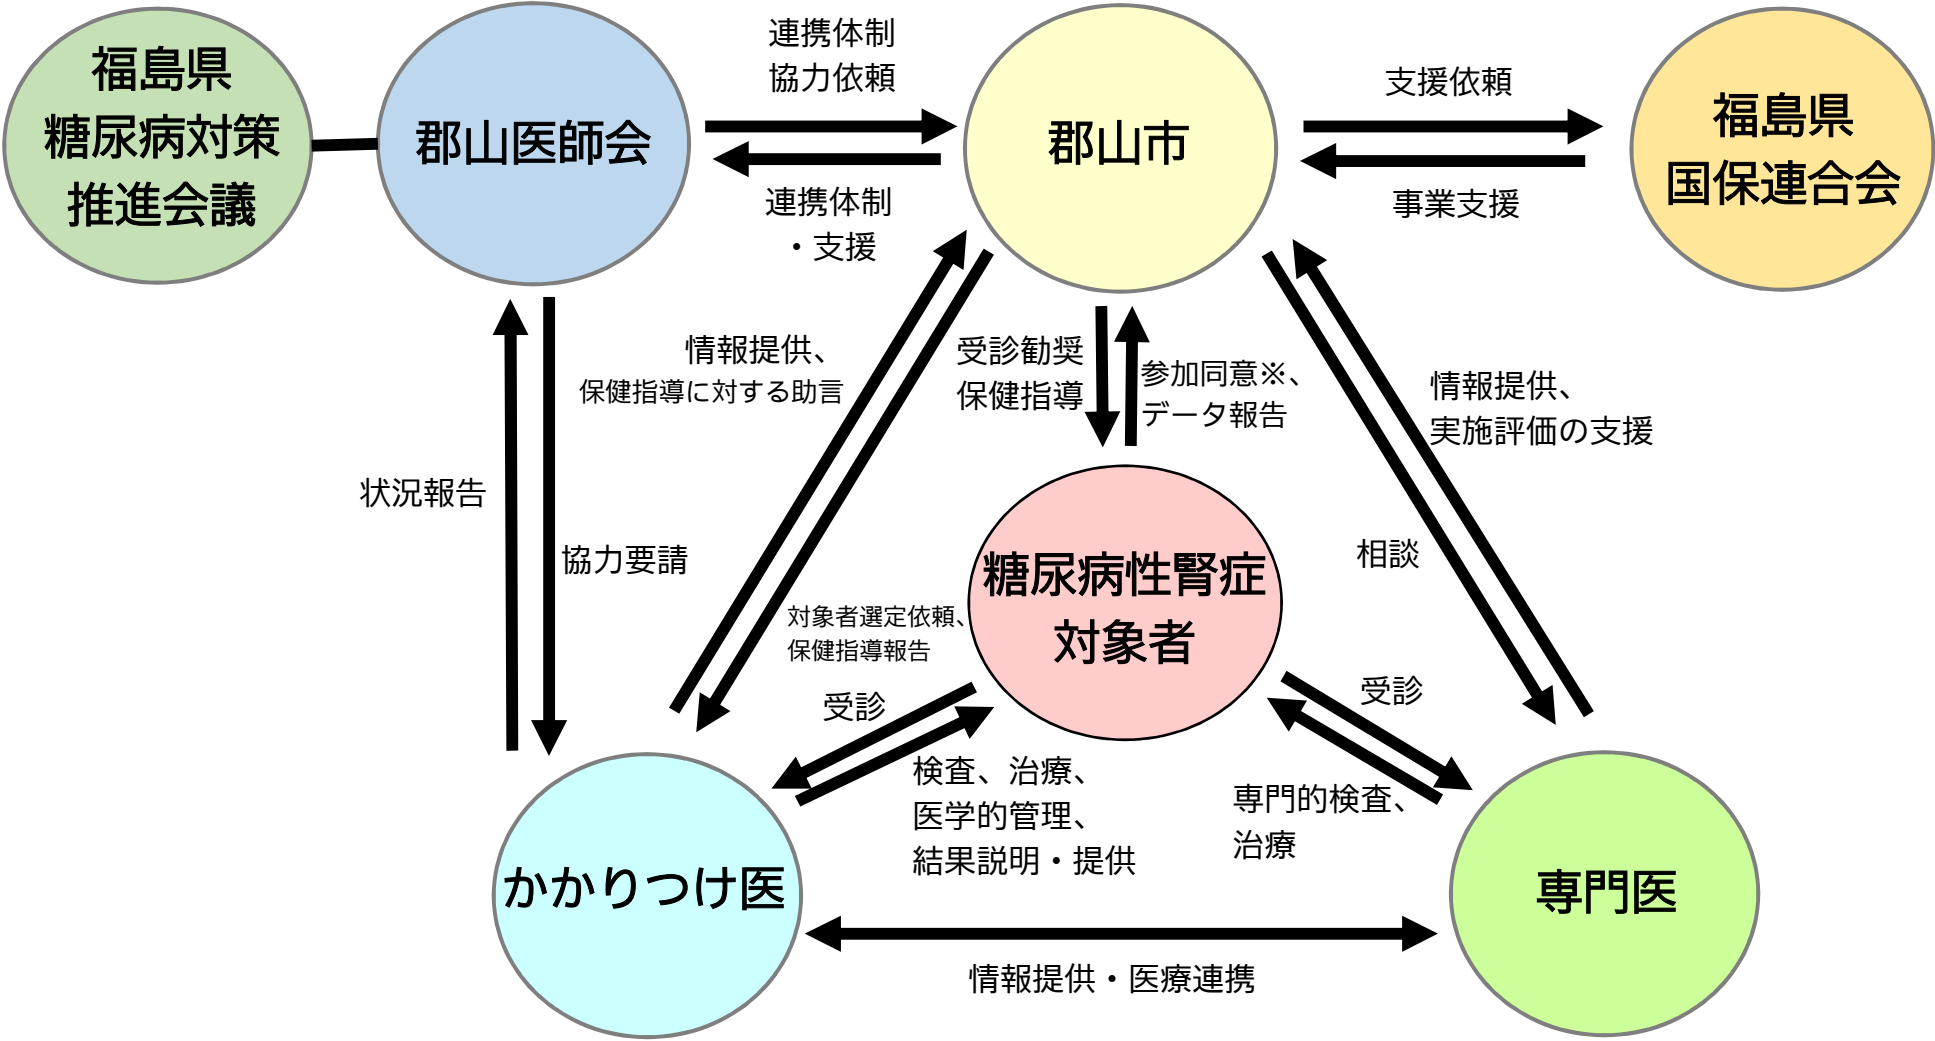 福島県
糖尿病対策
推進会議
郡山医師会
連携体制
協力依頼
連携体制
・支援
郡山市
支援依頼
事業支援
福島県
国保連合会
情報提供、
保健指導に対する助言
受診勧奨
保健指導
参加同意※、
データ報告
情報提供、
実施評価の支援
状況報告
協力要請
相談
糖尿病性腎症
対象者
対象者選定依頼、
保健指導報告
受診
受診
検査、治療、
医学的管理、
結果説明・提供
専門的検査、
治療
かかりつけ医
専門医
情報提供・医療連携